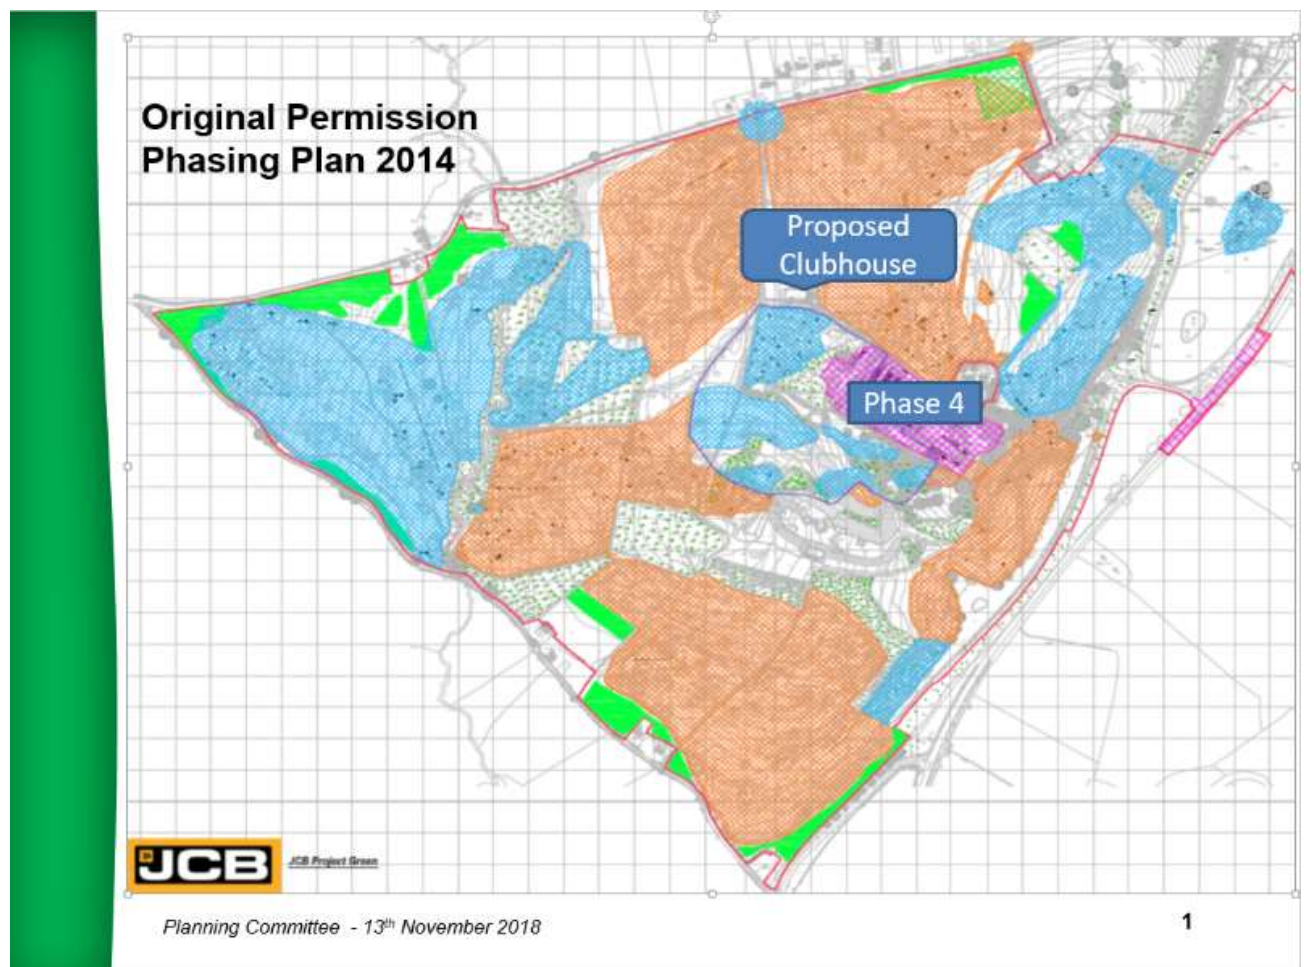 Original Permission
Phasing Plan 2014
Proposed
Clubhouse
Phase 4
JCB
JCB Project Green
Planning Committee - 13th November 2018
1